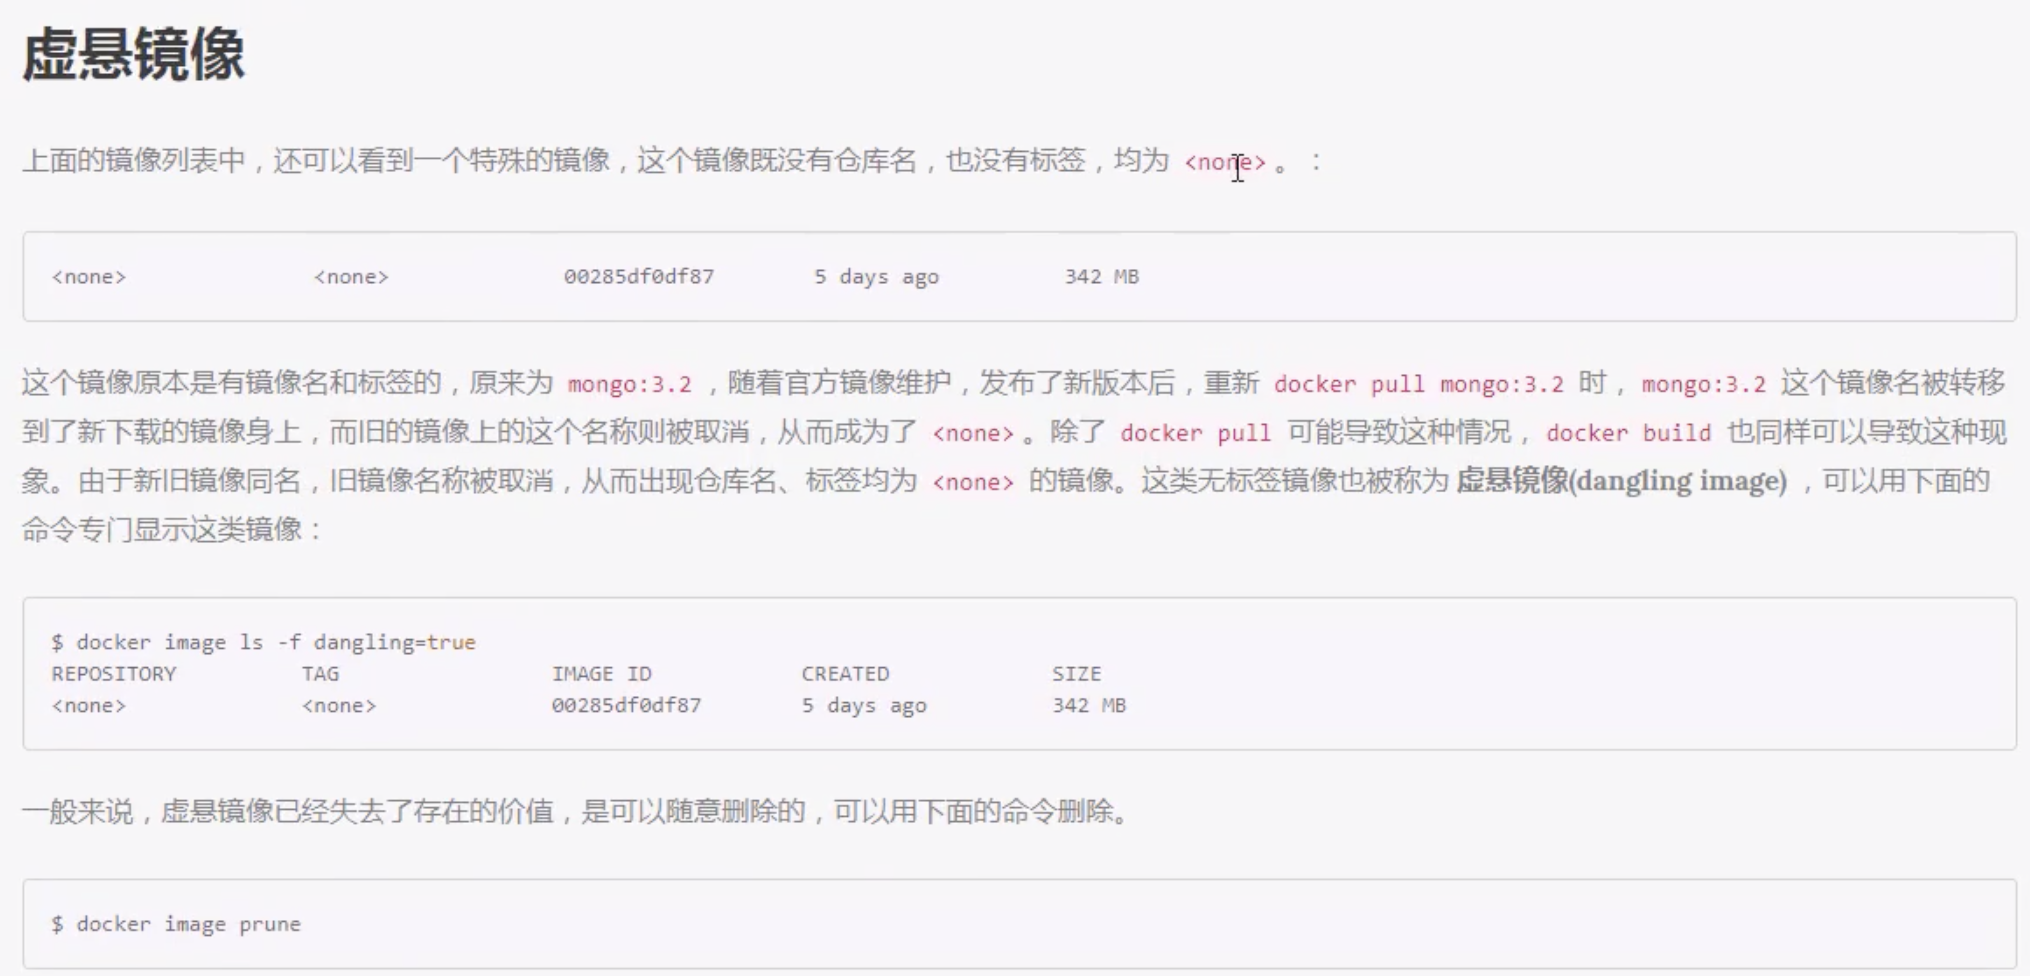 虚悬镜像
上面的镜像列表中，还可以看到一个特殊的镜像，这个镜像既没有仓库名，也没有标签，均为 <none> 。：
<none> <none> 00285df0df87 5 days ago 342 MB
这个镜像原本是有镜像名和标签的，原来为 mongo:3.2 ，随着官方镜像维护，发布了新版本后，重新 docker pull mongo:3.2 时， mongo:3.2 这个镜像名被转移
到了新下载的镜像身上，而旧的镜像上的这个名称则被取消，从而成为了 <none> 。除了 docker pull 可能导致这种情况， docker build 也同样可以导致这种现
象。由于新旧镜像同名，旧镜像名称被取消，从而出现仓库名、标签均为 <none> 的镜像。这类无标签镜像也被称为 虚悬镜像(dangling image) ，可以用下面的
命令专门显示这类镜像：
$ docker image ls -f dangling=true
REPOSITORY TAG IMAGE ID CREATED SIZE
<none> <none> 00285df0df87 5 days ago 342 MB
一般来说，虚悬镜像已经失去了存在的价值，是可以随意删除的，可以用下面的命令删除。
$ docker image prune